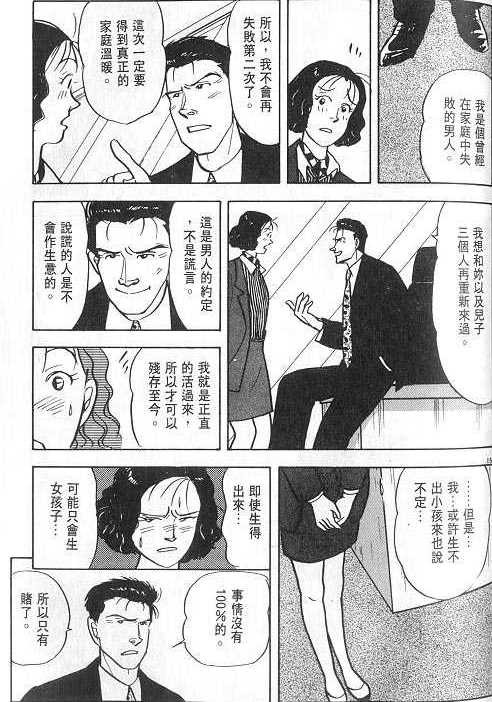 我是個曾經
在家庭中失
敗的男人。
所以，我不會再
失敗第二次了。
這次一定要
得到真正的
家庭溫暖。
我想和妳以及兒子
三個人再重新來過。
這是男人的約定
，不是謊言。
說謊的人是不
會作生意的。
我就是正直
的活過來，
所以才可以
殘存至今。
……但是…
我…或許生不
出小孩來也說
不定…
即使生得
出來…
可能只會生
女孩子…
事情沒有
100%的。
所以只有
賭了。